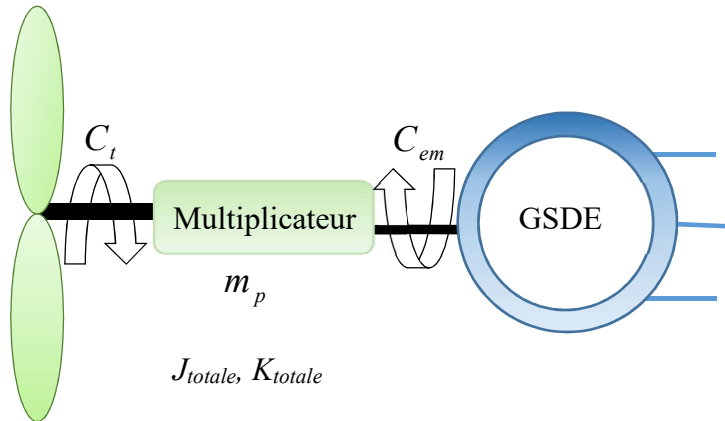 C_t
C_em
Multiplicateur
GSDE
m_p
J_totale, K_totale